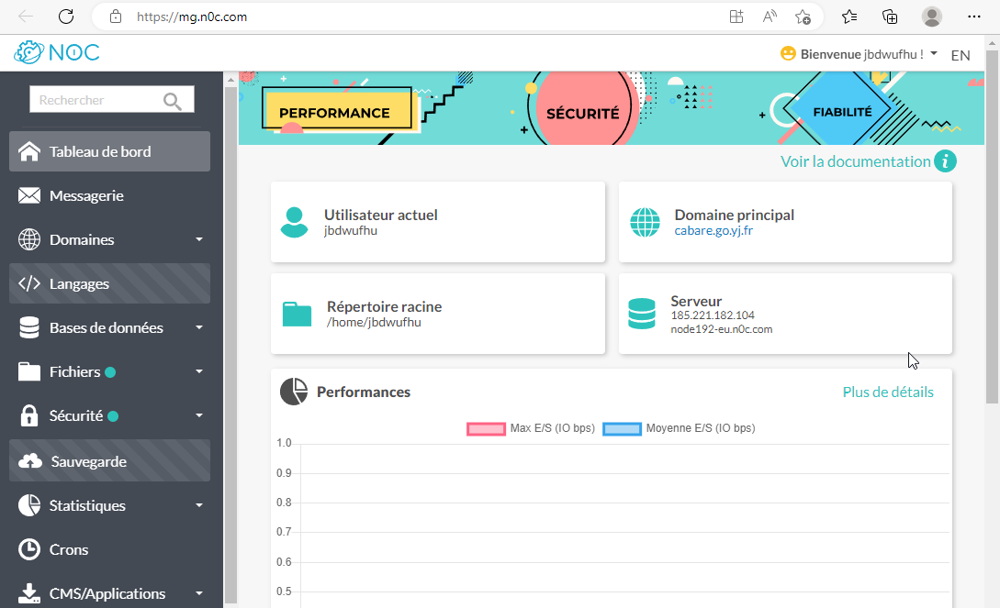 https://mg.n0c.com
N0C
Bienvenue jbdwufhu !
EN
Rechercher
Tableau de bord
Messagerie
Domaines
Langages
Bases de données
Fichiers
Sécurité
Sauvegarde
Statistiques
Crons
CMS/Applications
PERFORMANCE
SÉCURITÉ
FIABILITÉ
Voir la documentation i
Utilisateur actuel
jbdwufhu
Domaine principal
cabare.go.yj.fr
Répertoire racine
/home/jbdwufhu
Serveur
185.221.182.104
node192-eu.n0c.com
Performances
Plus de détails
Max E/S (IO bps)
Moyenne E/S (IO bps)
1.0
0.9
0.8
0.7
0.6
0.5